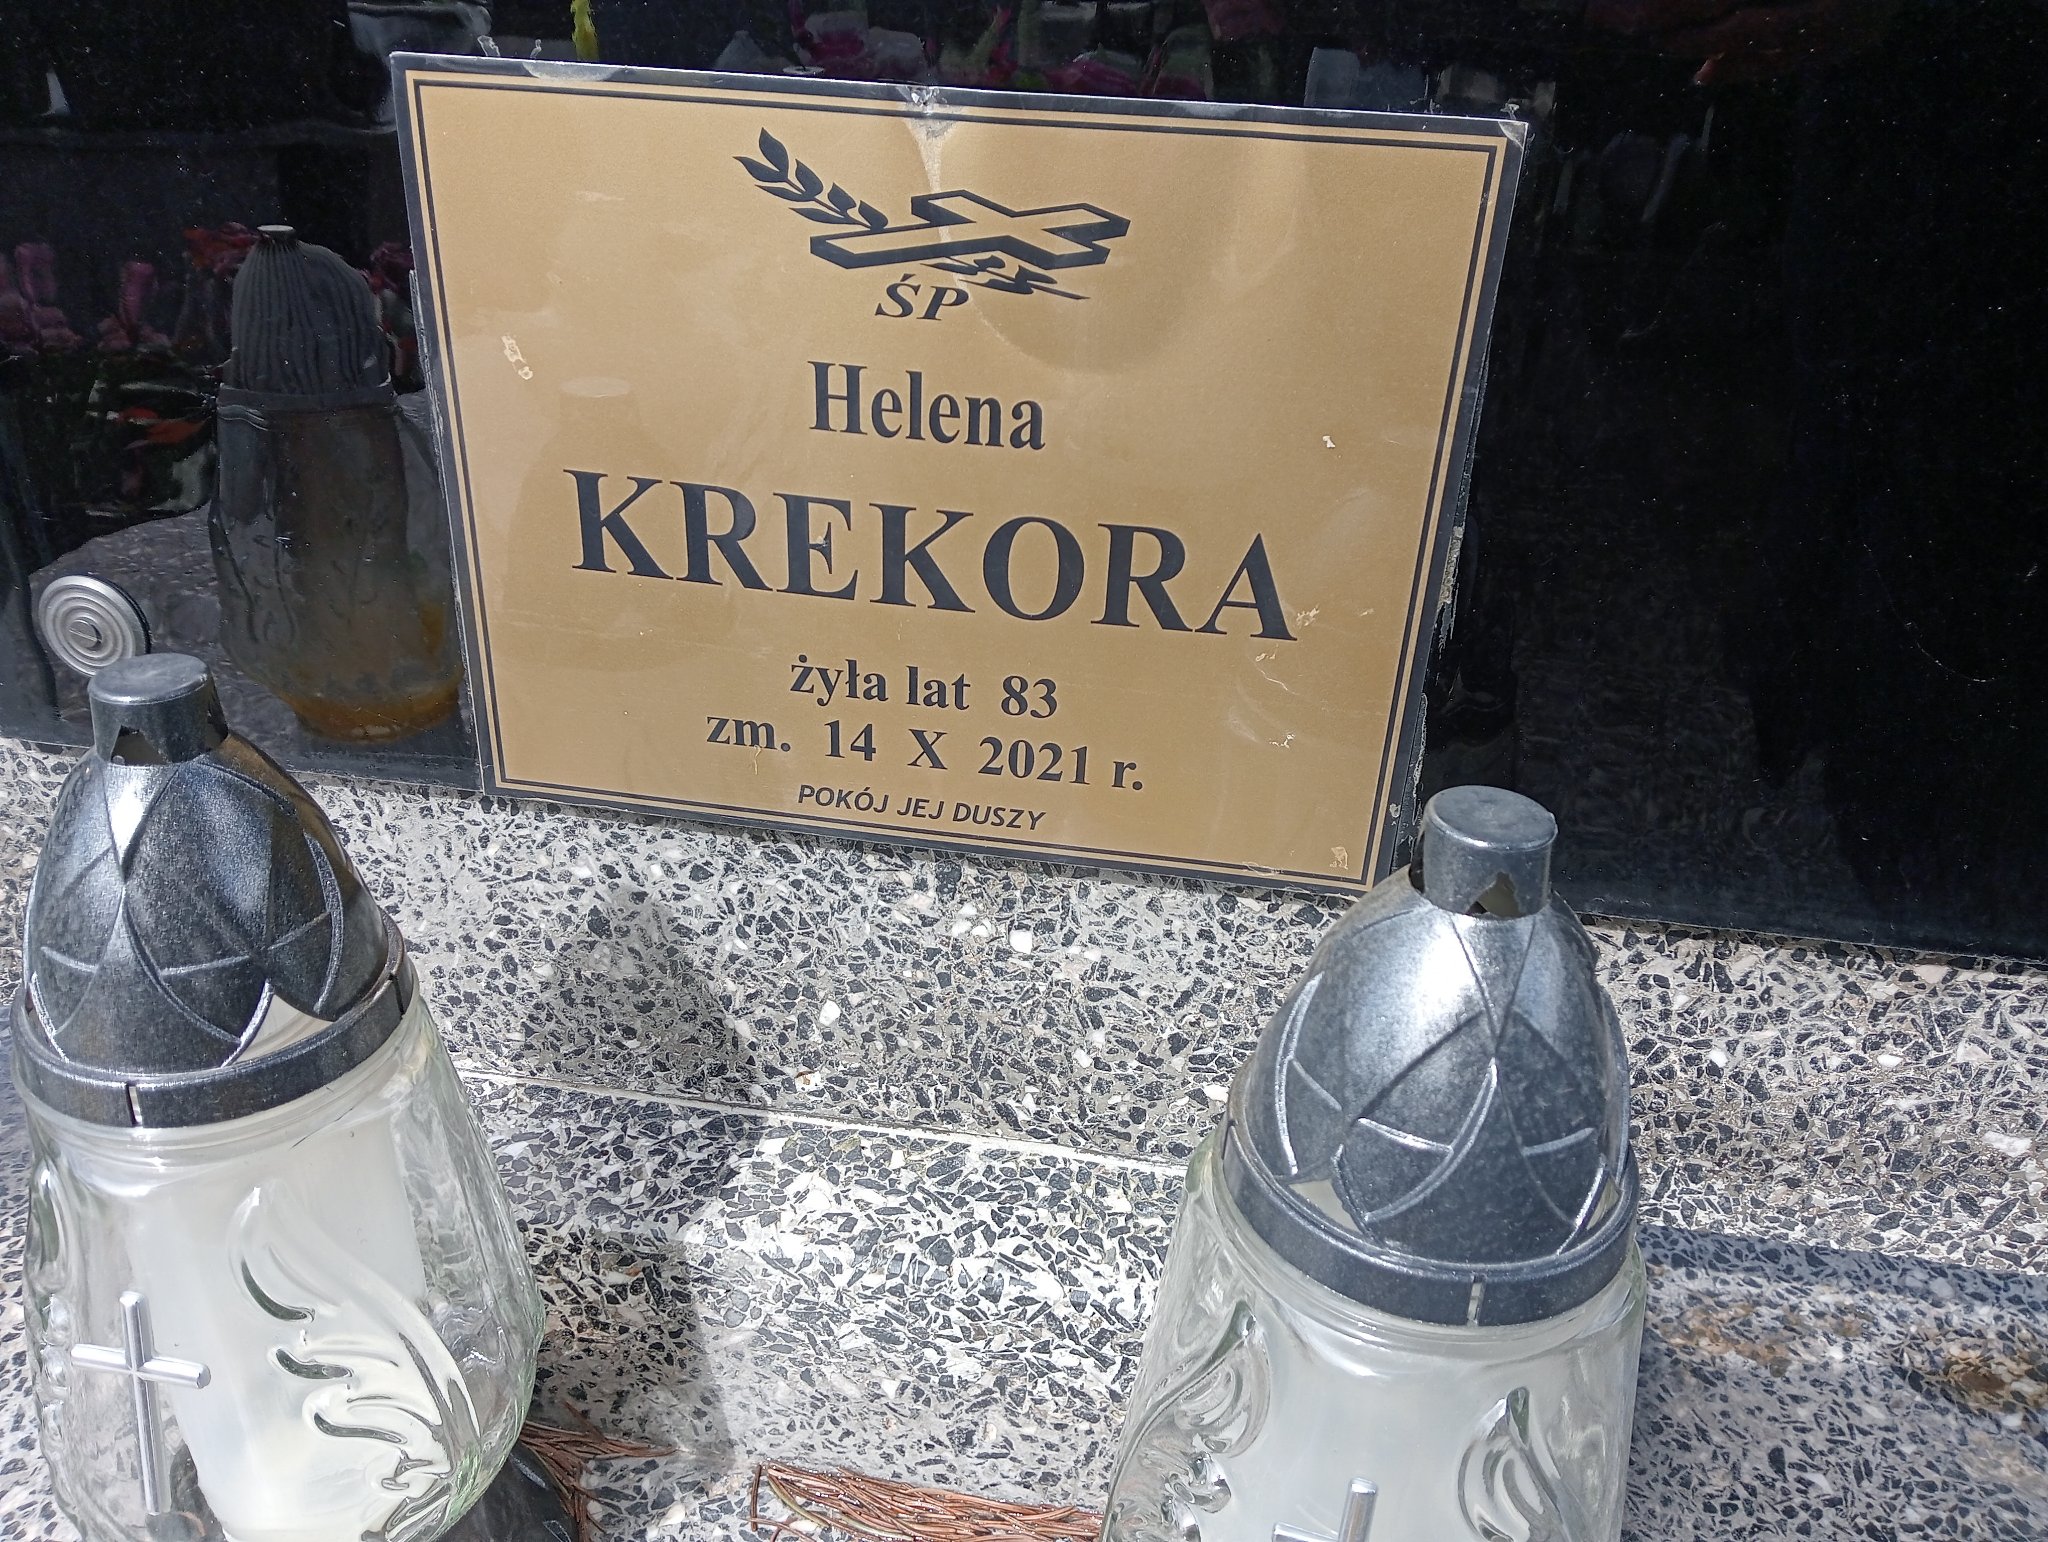 ŚP
Helena
KREKORA
żyła lat 83
zm. 14 X 2021 r.
POKÓJ JEJ DUSZY